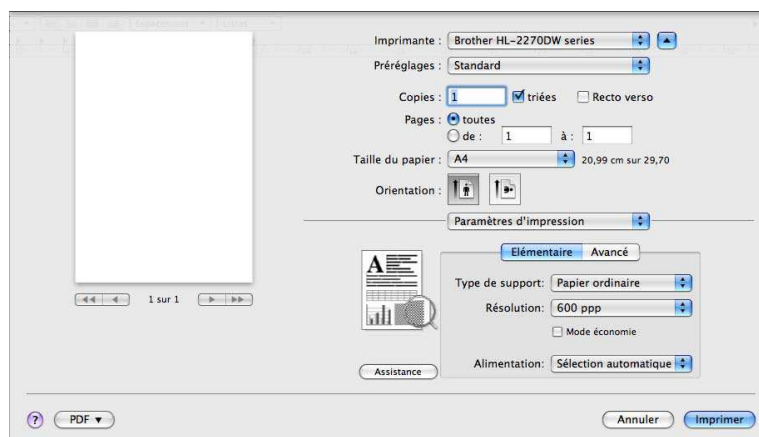 Imprimante : Brother HL-2270DW series
Préréglages : Standard
Copies : 1 triées Recto verso
Pages : toutes
de : 1 à : 1
Taille du papier : A4 20,99 cm sur 29,70
Orientation :
Paramètres d'impression
Elémentaire Avancé
Type de support: Papier ordinaire
Résolution: 600 ppp
Mode économie
Alimentation: Sélection automatique
A
Assistance
1 sur 1
? PDF
Annuler Imprimer